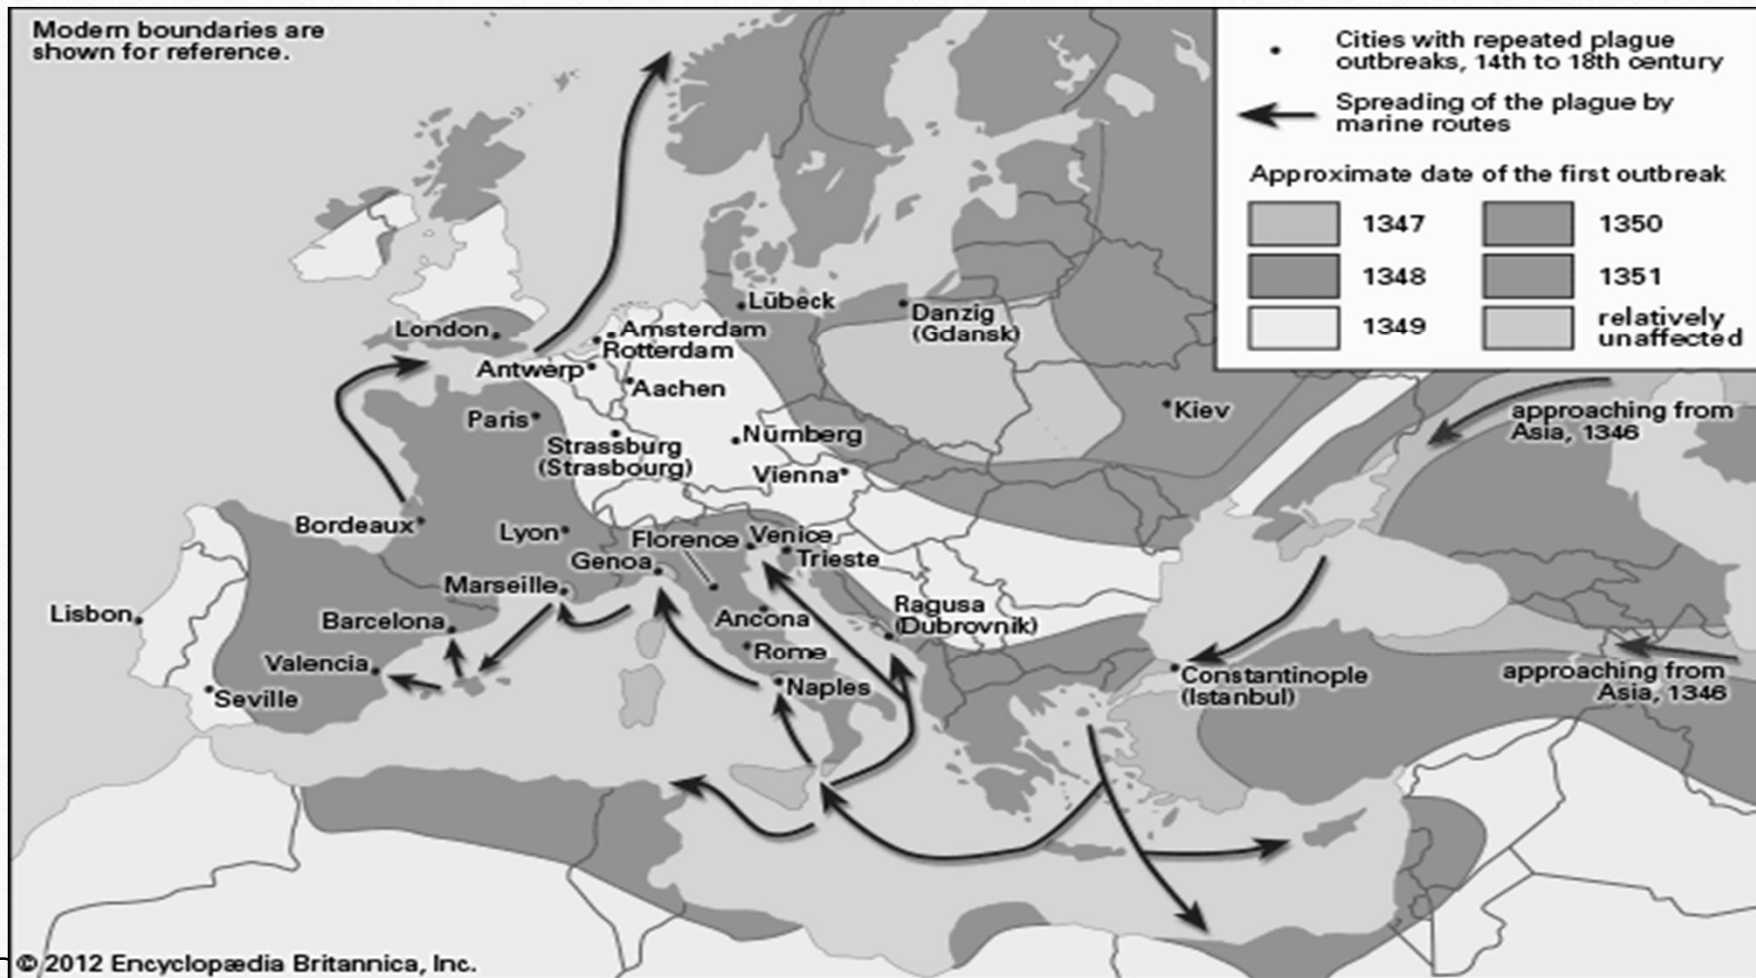 Modern boundaries are
shown for reference.
Cities with repeated plague
outbreaks, 14th to 18th century
Spreading of the plague by
marine routes
Approximate date of the first outbreak
1347
1350
1348
1351
1349
relatively
unaffected
Lübeck
Danzig
(Gdansk)
London
Amsterdam
Rotterdam
Antwerp
Aachen
Paris
Kiev
approaching from
Asia, 1346
Strassburg
(Strasbourg)
Nürnberg
Vienna
Bordeaux
Lyon
Florence
Venice
Trieste
Genoa
Marseille
Lisbon
Barcelona
Ancona
Ragusa
(Dubrovnik)
Rome
Valencia
Naples
Seville
Constantinople
(Istanbul)
approaching from
Asia, 1346
© 2012 Encyclopædia Britannica, Inc.